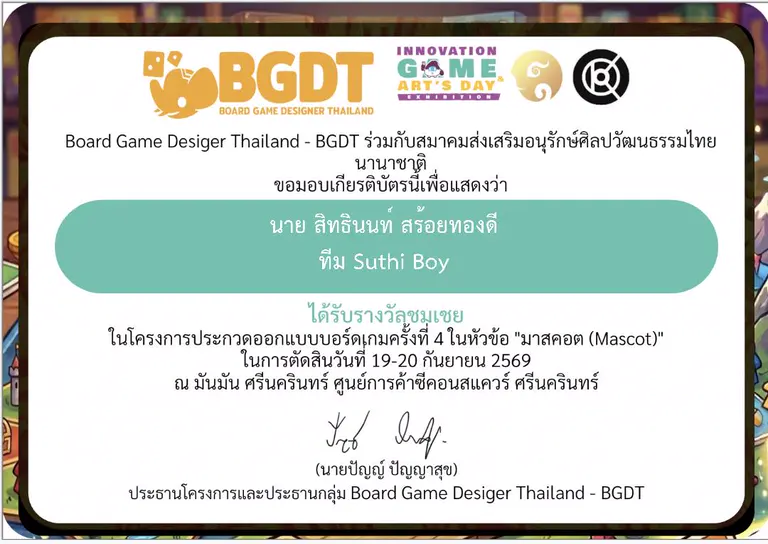 BGDT
BOARD GAME DESIGNER THAILAND
INNOVATION
GAME
ART'S DAY
EXHIBITION
Board Game Desiger Thailand - BGDT ร่วมกับสมาคมส่งเสริมอนุรักษ์ศิลปวัฒนธรรมไทย
นานาชาติ
ขอมอบเกียรติบัตรนี้เพื่อแสดงว่า
นาย สิทธินนท์ สร้อยทองดี
ทีม Suthi Boy
ได้รับรางวัลชมเชย
ในโครงการประกวดออกแบบบอร์ดเกมครั้งที่ 4 ในหัวข้อ "มาสคอต (Mascot)"
ในการตัดสินวันที่ 19-20 กันยายน 2569
ณ มันมัน ศรีนครินทร์ ศูนย์การค้าซีคอนสแควร์ ศรีนครินทร์
(นายปัญญ์ ปัญญาสุข)
ประธานโครงการและประธานกลุ่ม Board Game Desiger Thailand - BGDT